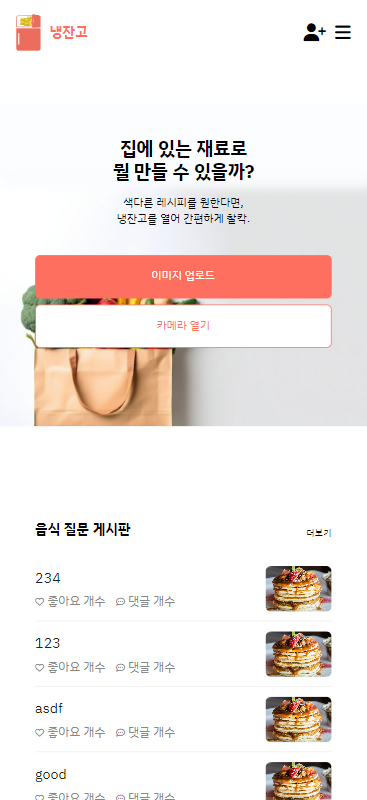 냉잔고
집에 있는 재료로
뭘 만들 수 있을까?
색다른 레시피를 원한다면,
냉잔고를 열어 간편하게 찰칵.
이미지 업로드
카메라 열기
음식 질문 게시판
더보기
234
좋아요 개수 댓글 개수
123
좋아요 개수 댓글 개수
asdf
좋아요 개수 댓글 개수
good
좋아요 개수 댓글 개수